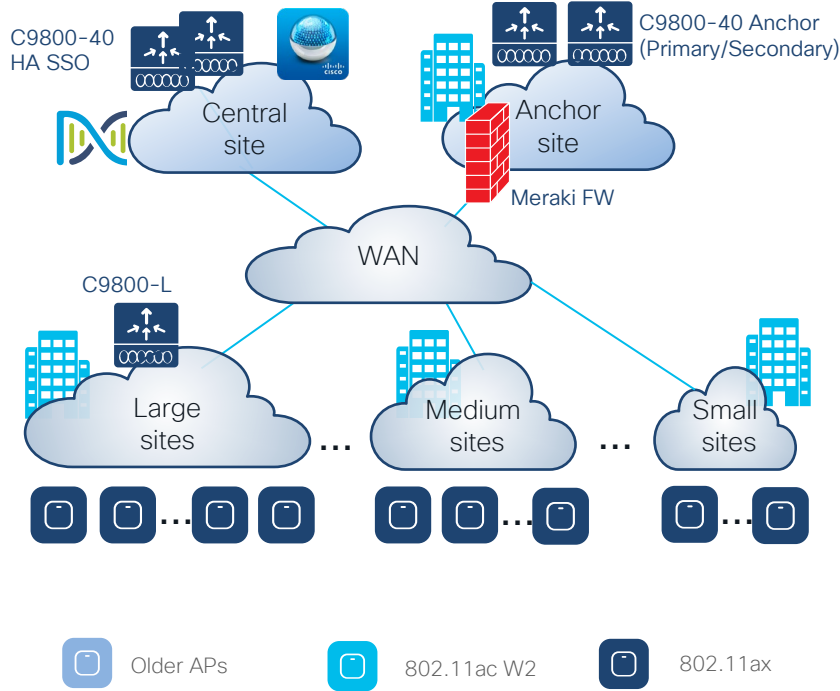 C9800-40
HA SSO
CISCO
C9800-40 Anchor
(Primary/Secondary)
Central
site
Anchor
site
Meraki FW
WAN
C9800-L
Large
sites
...
Medium
sites
...
Small
sites
...
...
...
Older APs
802.11ac W2
802.11ax